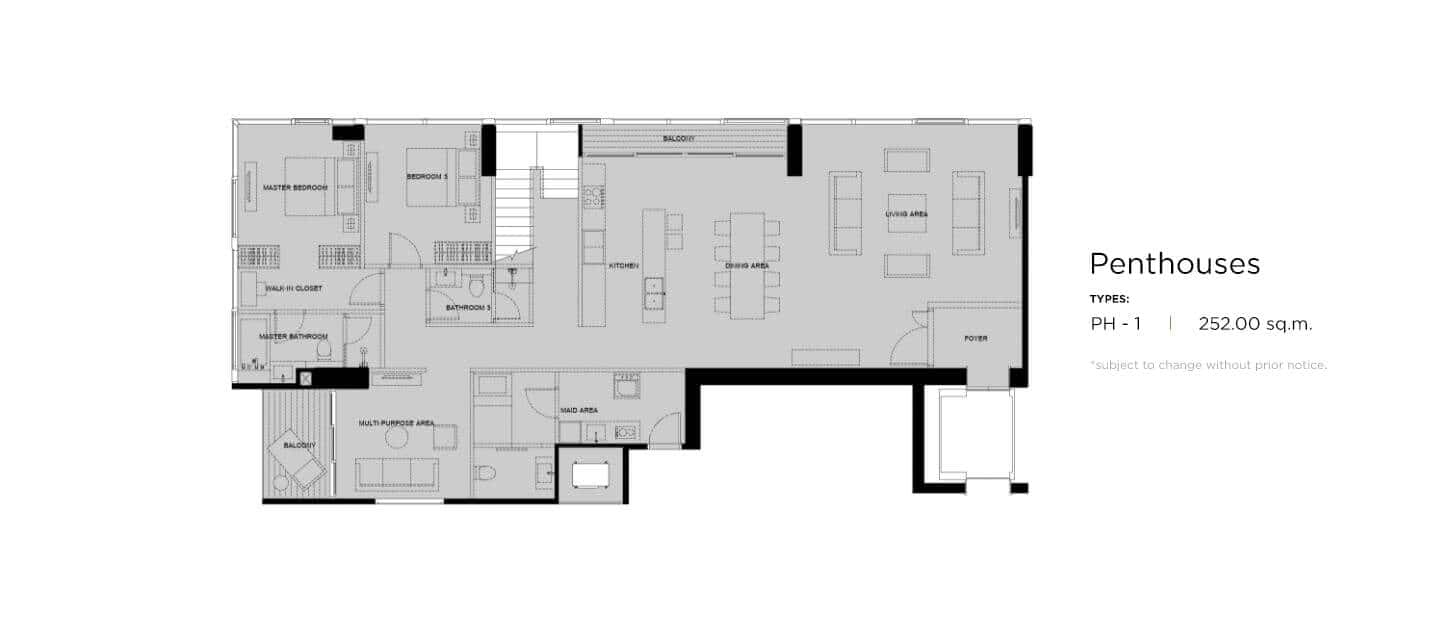 BALCONY
MASTER BEDROOM
BEDROOM 3
LIVING AREA
KITCHEN
DINING AREA
WALK-IN CLOSET
BATHROOM 3
MASTER BATHROOM
FOYER
MAID AREA
MULTI-PURPOSE AREA
BALCONY
Penthouses
TYPES:
PH - 1 | 252.00 sq.m.
*subject to change without prior notice.